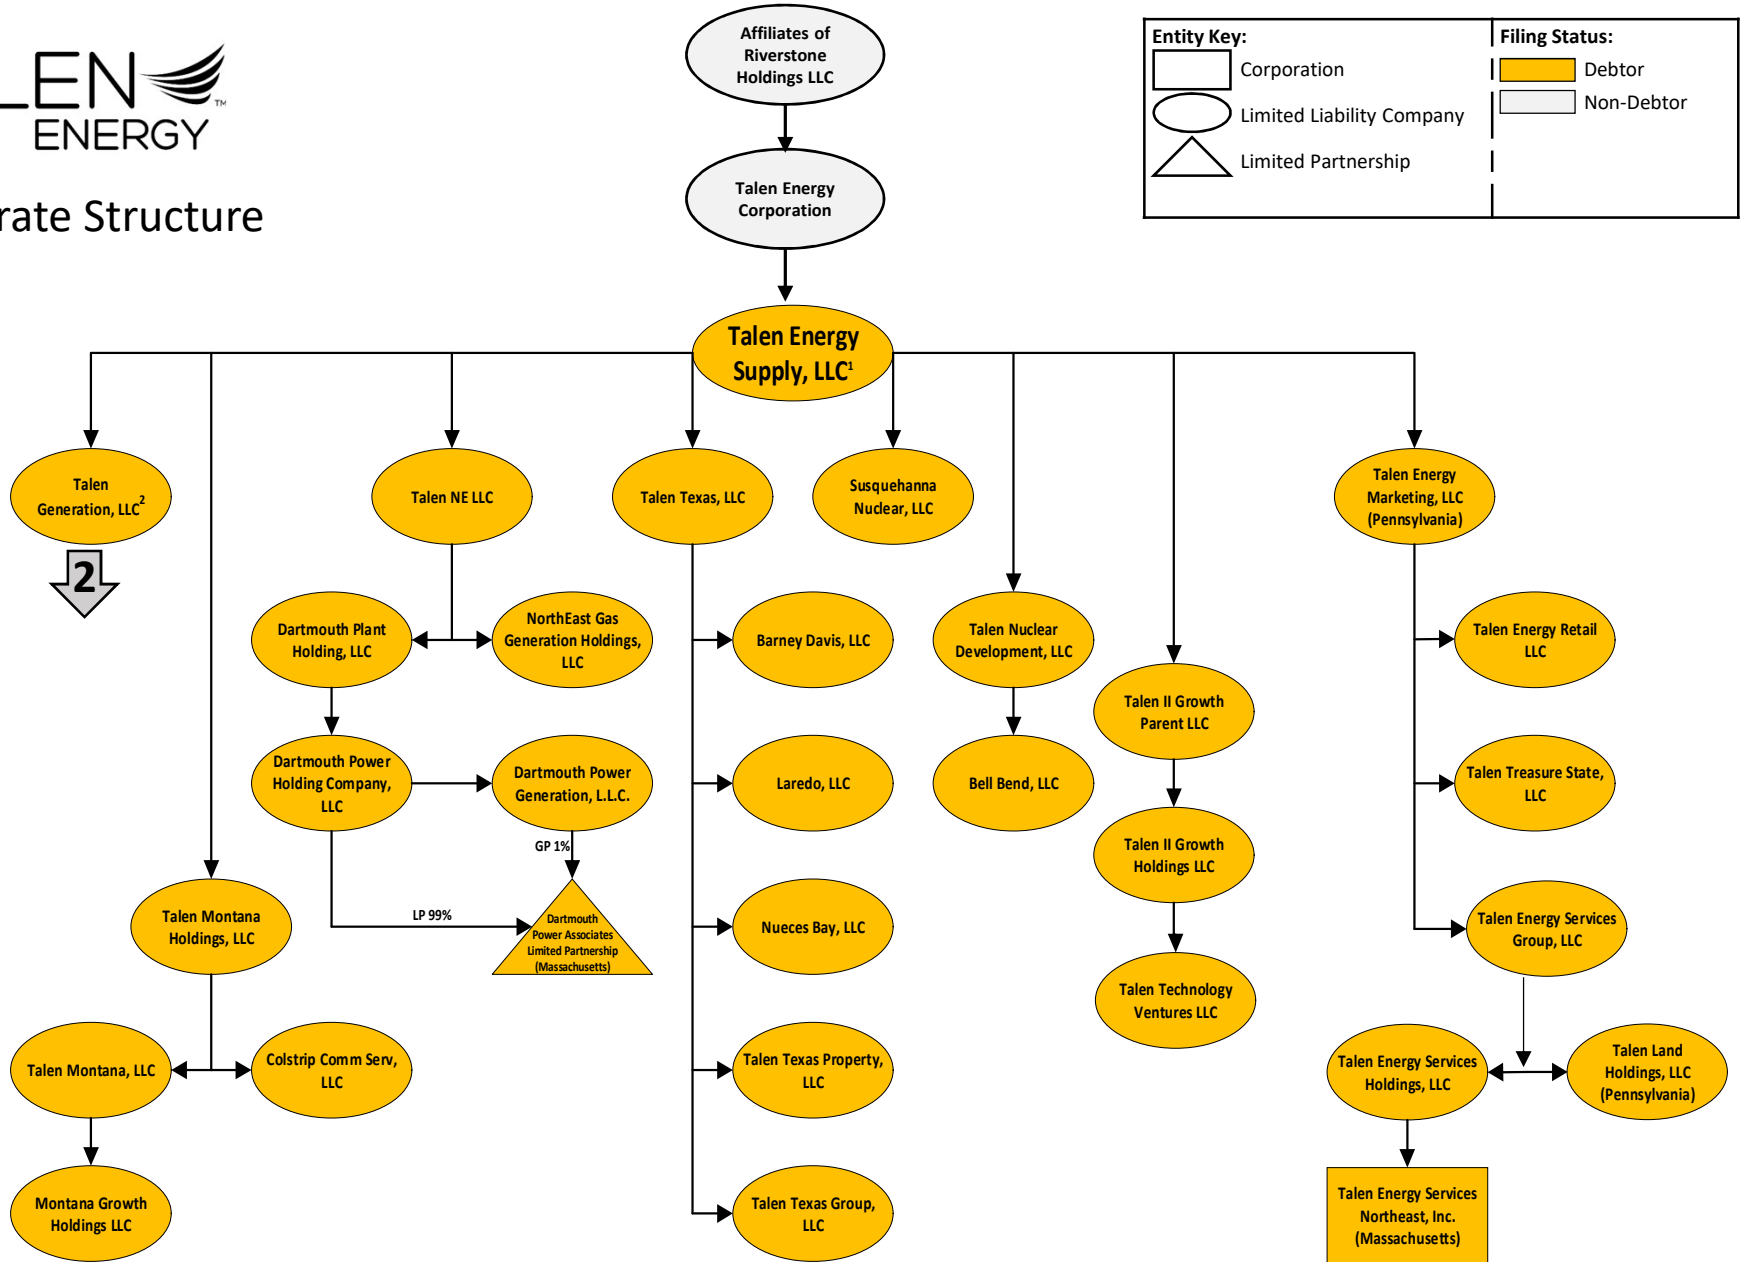 LEN
TM
ENERGY
rate Structure
Affiliates of
Riverstone
Holdings LLC
Talen Energy
Corporation
Entity Key:
Corporation
Limited Liability Company
Limited Partnership
Filing Status:
Debtor
Non-Debtor
Talen Energy
Supply, LLC¹
Talen
Generation, LLC²
2
Talen NE LLC
Talen Texas, LLC
Susquehanna
Nuclear, LLC
Talen Energy
Marketing, LLC
(Pennsylvania)
Dartmouth Plant
Holding, LLC
NorthEast Gas
Generation Holdings,
LLC
Barney Davis, LLC
Talen Nuclear
Development, LLC
Talen Energy Retail
LLC
Talen II Growth
Parent LLC
Dartmouth Power
Holding Company,
LLC
Dartmouth Power
Generation, L.L.C.
Laredo, LLC
Bell Bend, LLC
Talen Treasure State,
LLC
GP 1%
Talen II Growth
Holdings LLC
Talen Montana
Holdings, LLC
LP 99%
Dartmouth
Power Associates
Limited Partnership
(Massachusetts)
Nueces Bay, LLC
Talen Energy Services
Group, LLC
Talen Technology
Ventures LLC
Talen Montana, LLC
Colstrip Comm Serv,
LLC
Talen Texas Property,
LLC
Talen Energy Services
Holdings, LLC
Talen Land
Holdings, LLC
(Pennsylvania)
Montana Growth
Holdings LLC
Talen Texas Group,
LLC
Talen Energy Services
Northeast, Inc.
(Massachusetts)